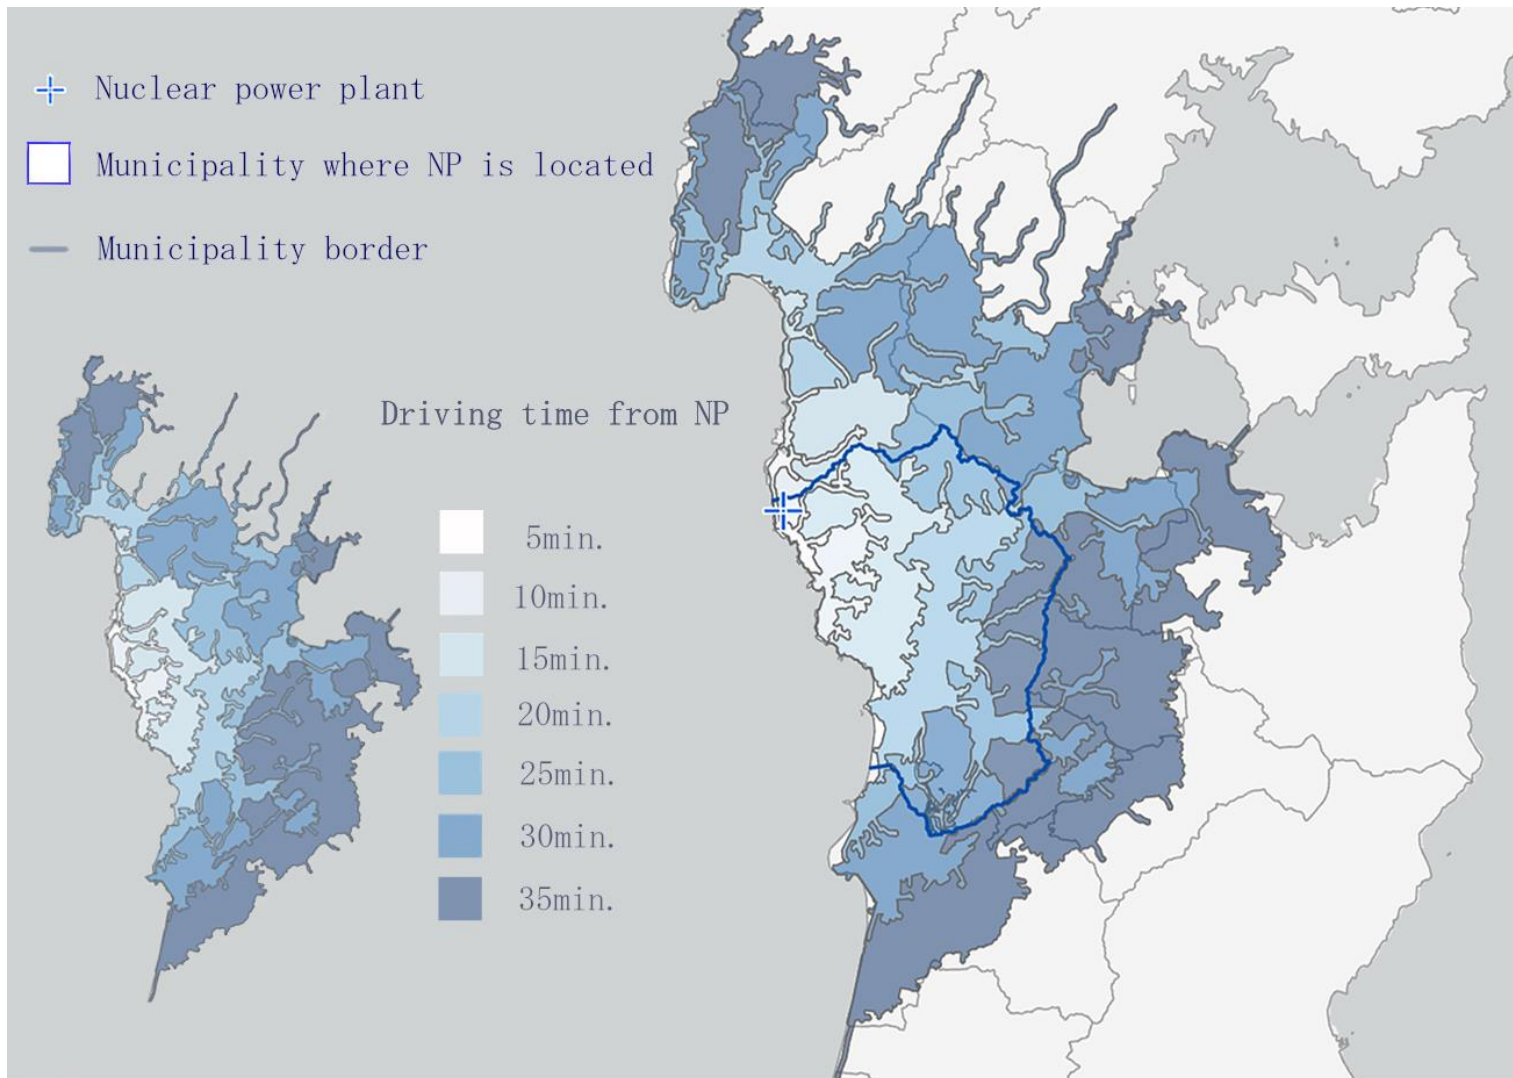 Nuclear power plant
Municipality where NP is located
Municipality border
Driving time from NP
5min.
10min.
15min.
20min.
25min.
30min.
35min.